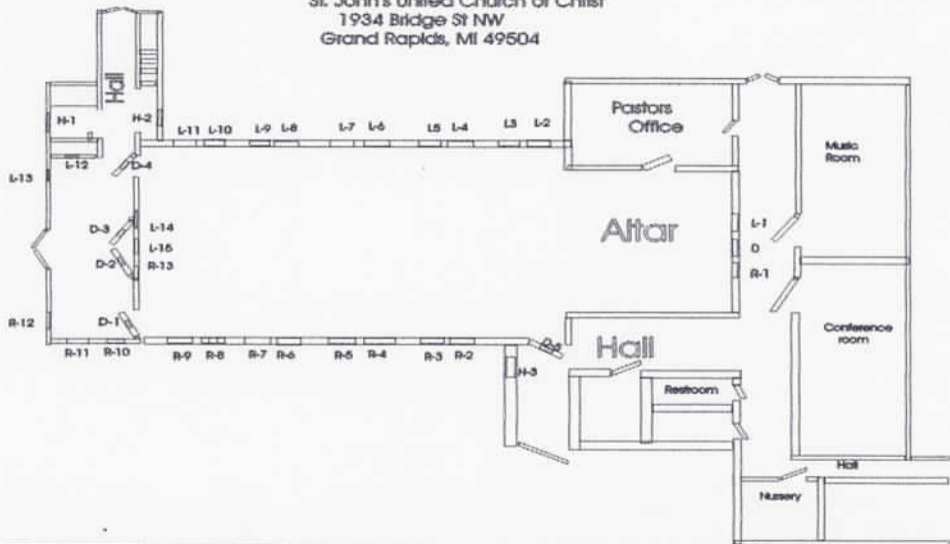 St. John's United Church of Christ
1934 Bridge St NW
Grand Rapids, MI 49504
Hall
H-1
H-2
L-11
L-10
L-9
L-8
L-7
L-6
L5
L-4
L3
L-2
Pastors
Office
Music
Room
L-12
D-4
L-13
D-3
L-14
L-15
D-2
R-13
Altar
L-1
D
R-1
R-12
D-1
R-11
R-10
R-9
R-8
R-7
R-6
R-5
R-4
R-3
R-2
Hall
H-3
Restroom
Conference
room
Hall
Nursery